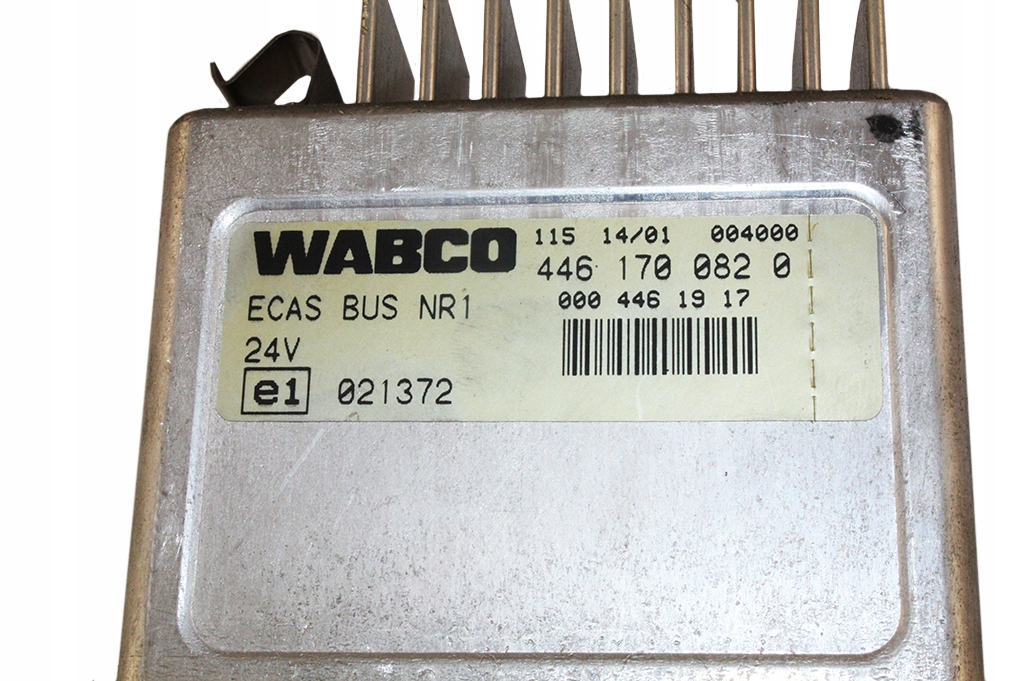 WABCO
115 14/01 004000
446 170 082 0
ECAS BUS NR1
000 446 19 17
24V
e1 021372